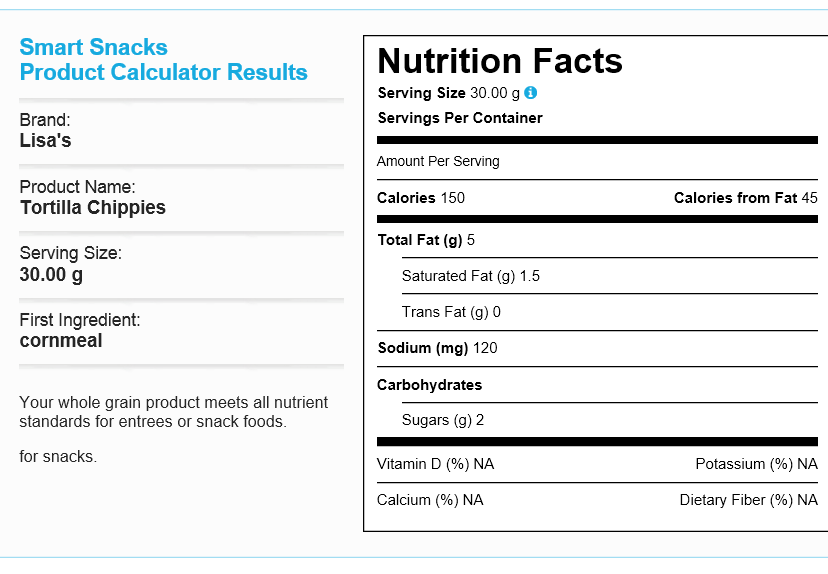 Smart Snacks
Product Calculator Results
Brand:
Lisa's
Product Name:
Tortilla Chippies
Serving Size:
30.00 g
First Ingredient:
cornmeal
Your whole grain product meets all nutrient
standards for entrees or snack foods.
for snacks.
Nutrition Facts
Serving Size 30.00 g i
Servings Per Container
Amount Per Serving
Calories 150 Calories from Fat 45
Total Fat (g) 5
Saturated Fat (g) 1.5
Trans Fat (g) 0
Sodium (mg) 120
Carbohydrates
Sugars (g) 2
Vitamin D (%) NA Potassium (%) NA
Calcium (%) NA Dietary Fiber (%) NA